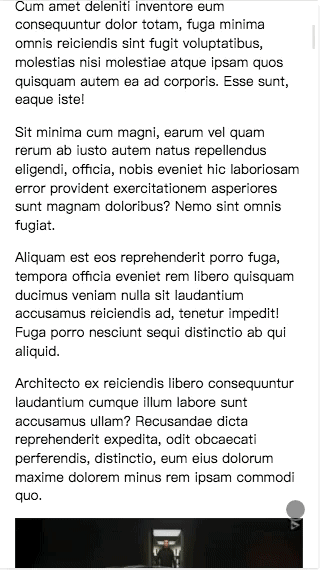 Cum amet deleniti inventore eum
consequuntur dolor totam, fuga minima
omnis reiciendis sint fugit voluptatibus,
molestias nisi molestiae atque ipsam quos
quisquam autem ea ad corporis. Esse sunt,
eaque iste!
Sit minima cum magni, earum vel quam
rerum ab iusto autem natus repellendus
eligendi, officia, nobis eveniet hic laboriosam
error provident exercitationem asperiores
sunt magnam doloribus? Nemo sint omnis
fugiat.
Aliquam est eos reprehenderit porro fuga,
tempora officia eveniet rem libero quisquam
ducimus veniam nulla sit laudantium
accusamus reiciendis ad, tenetur impedit!
Fuga porro nesciunt sequi distinctio ab qui
aliquid.
Architecto ex reiciendis libero consequuntur
laudantium cumque illum labore sunt
accusamus ullam? Recusandae dicta
reprehenderit expedita, odit obcaecati
perferendis, distinctio, eum eius dolorum
maxime dolorem minus rem ipsam commodi
quo.